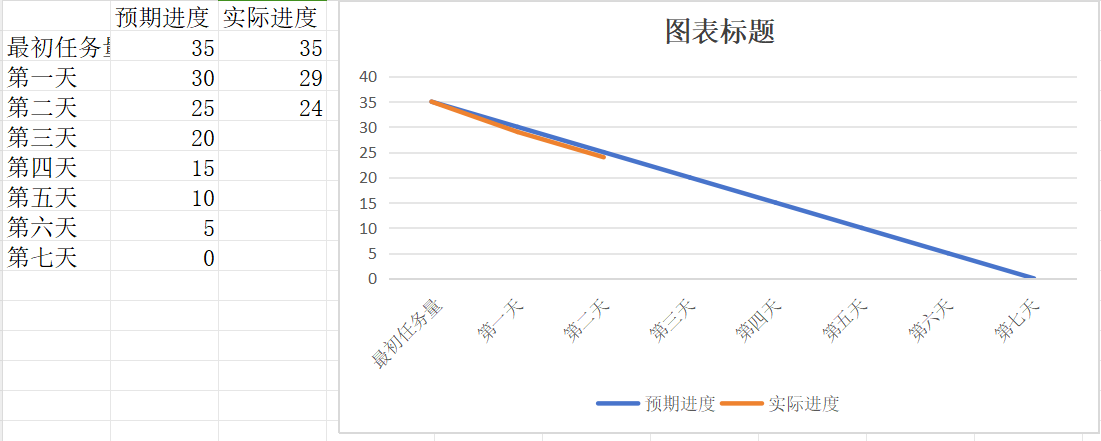 预期进度 实际进度
最初任务量 35 35
第一天 30 29
第二天 25 24
第三天 20
第四天 15
第五天 10
第六天 5
第七天 0
图表标题
40
35
30
25
20
15
10
5
0
最初任务量 第一天 第二天 第三天 第四天 第五天 第六天 第七天
预期进度 实际进度